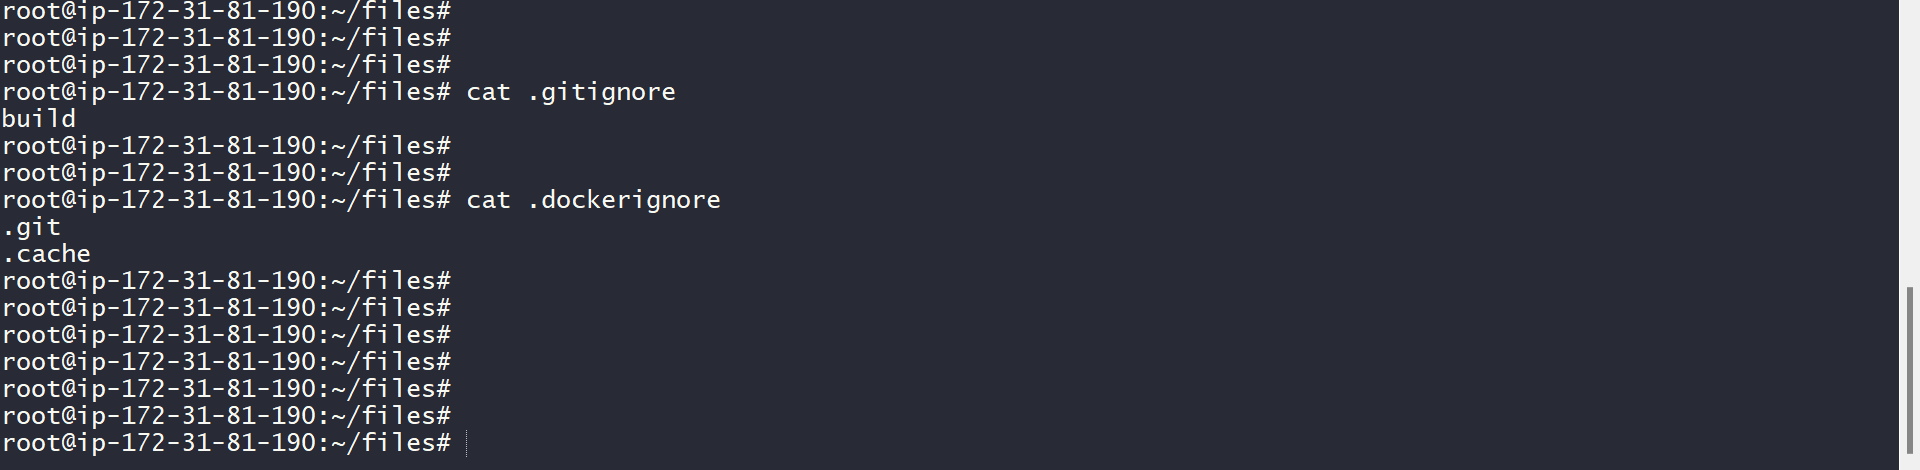 root@ip-172-31-81-190:~/files#
root@ip-172-31-81-190:~/files#
root@ip-172-31-81-190:~/files#
root@ip-172-31-81-190:~/files# cat .gitignore
build
root@ip-172-31-81-190:~/files#
root@ip-172-31-81-190:~/files#
root@ip-172-31-81-190:~/files# cat .dockerignore
.git
.cache
root@ip-172-31-81-190:~/files#
root@ip-172-31-81-190:~/files#
root@ip-172-31-81-190:~/files#
root@ip-172-31-81-190:~/files#
root@ip-172-31-81-190:~/files#
root@ip-172-31-81-190:~/files#
root@ip-172-31-81-190:~/files#